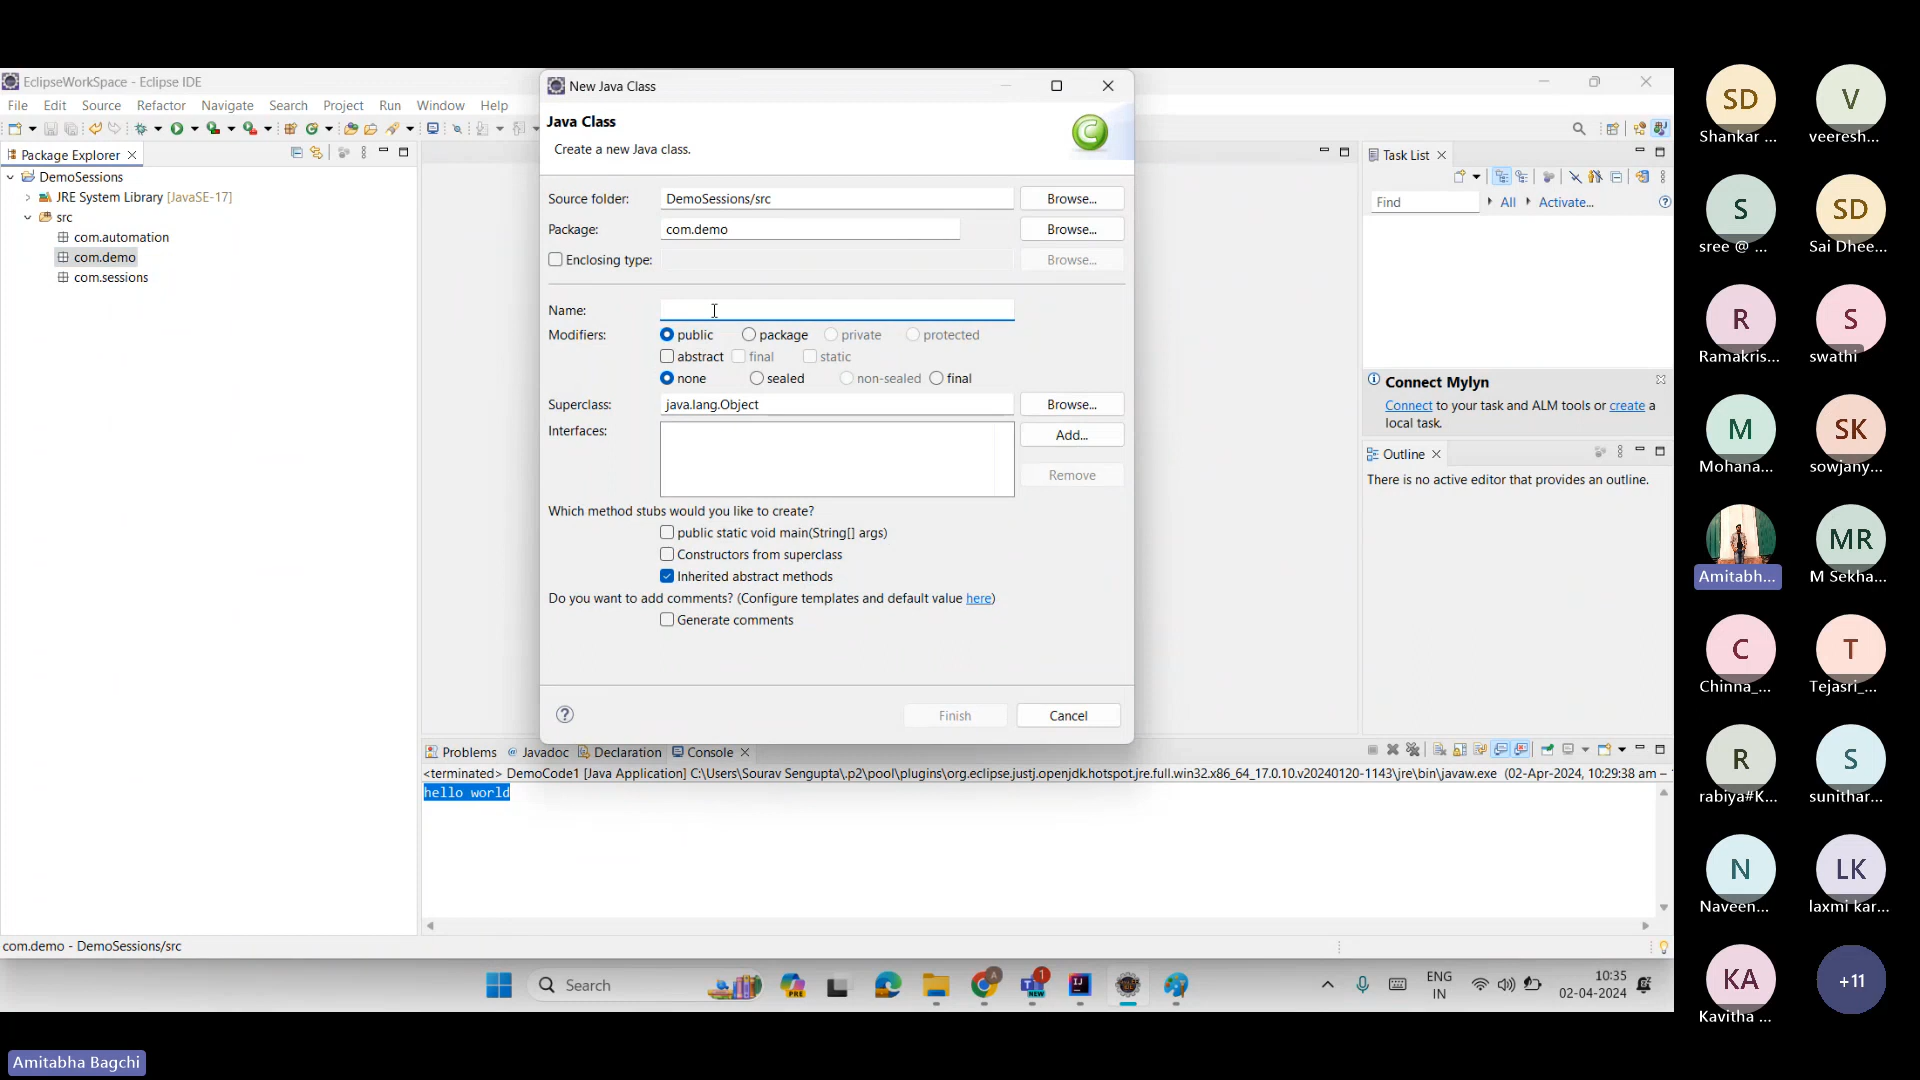 EclipseWorkSpace - Eclipse IDE
File Edit Source Refactor Navigate Search Project Run Window Help
Package Explorer
DemoSessions
JRE System Library [JavaSE-17]
src
com.automation
com.demo
com.sessions
New Java Class
Java Class
Create a new Java class.
Source folder: DemoSessions/src Browse...
Package: com.demo Browse...
Enclosing type: Browse...
Name:
Modifiers: public package private protected
abstract final static
none sealed non-sealed final
Superclass: java.lang.Object Browse...
Interfaces: Add...
Remove
Which method stubs would you like to create?
public static void main(String[] args)
Constructors from superclass
Inherited abstract methods
Do you want to add comments? (Configure templates and default value here)
Generate comments
Finish Cancel
Task List
Find All Activate...
Connect Mylyn
Connect to your task and ALM tools or create a
local task.
Outline
There is no active editor that provides an outline.
Problems Javadoc Declaration Console
<terminated> DemoCode1 [Java Application] C:\Users\Sourav Sengupta\.p2\pool\plugins\org.eclipse.justj.openjdk.hotspot.jre.full.win32.x86_64_17.0.10.v20240120-1143\jre\bin\javaw.exe (02-Apr-2024, 10:29:38 am –
hello world
com.demo - DemoSessions/src
Search
PRE
NEW
1
A
ENG
IN
10:35
02-04-2024
SD
Shankar ...
V
veeresh...
S
sree @ ...
SD
Sai Dhee...
R
Ramakris...
S
swathi
M
Mohana...
SK
sowjany...
Amitabh...
MR
M Sekha...
C
Chinna_...
T
Tejasri_...
R
rabiya#K...
S
sunithar...
N
Naveen...
LK
laxmi kar...
KA
Kavitha ...
+11
Amitabha Bagchi